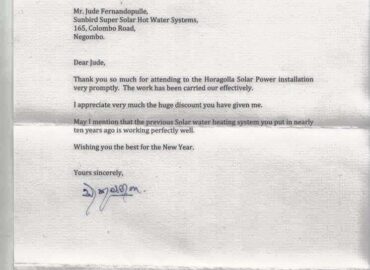 Mr. Jude Fernandopulle,
Sunbird Super Solar Hot Water Systems,
165, Colombo Road,
Negombo.
Dear Jude,
Thank you so much for attending to the Horagolla Solar Power installation
very promptly. The work has been carried our effectively.
I appreciate very much the huge discount you have given me.
May I mention that the previous Solar water heating system you put in nearly
ten years ago is working perfectly well.
Wishing you the best for the New Year.
Yours sincerely,